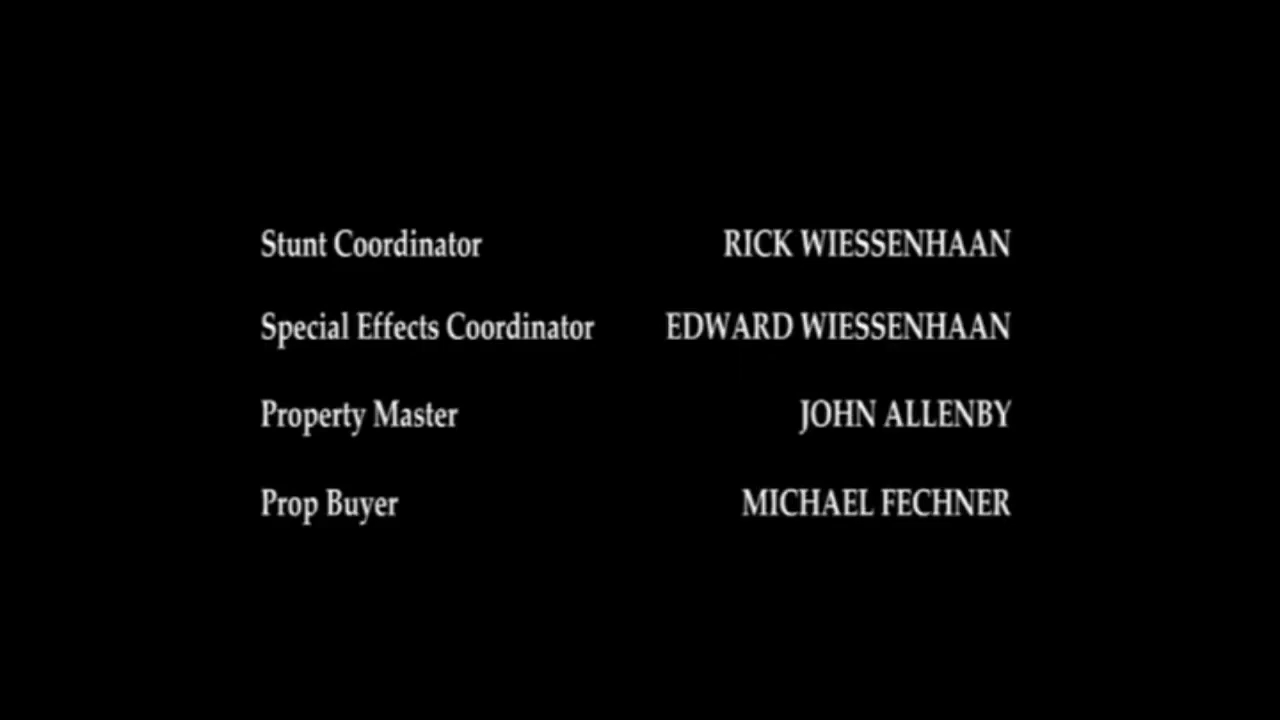 Stunt Coordinator RICK WIESSENHAAN
Special Effects Coordinator EDWARD WIESSENHAAN
Property Master JOHN ALLENBY
Prop Buyer MICHAEL FECHNER